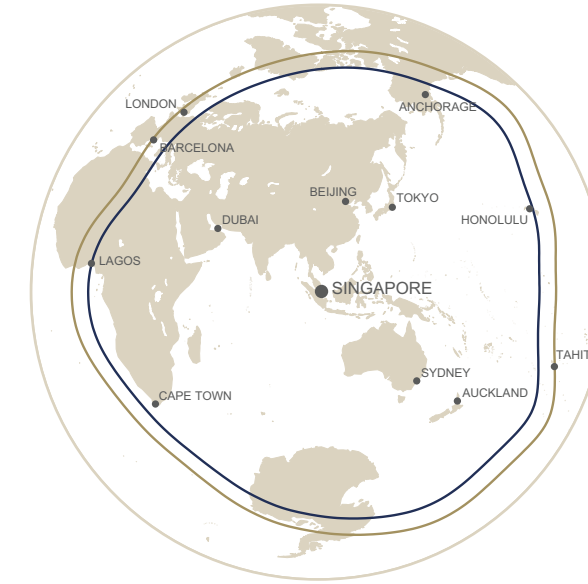 LONDON
ANCHORAGE
BARCELONA
BEIJING
TOKYO
DUBAI
HONOLULU
LAGOS
SINGAPORE
TAHITI
SYDNEY
AUCKLAND
CAPE TOWN